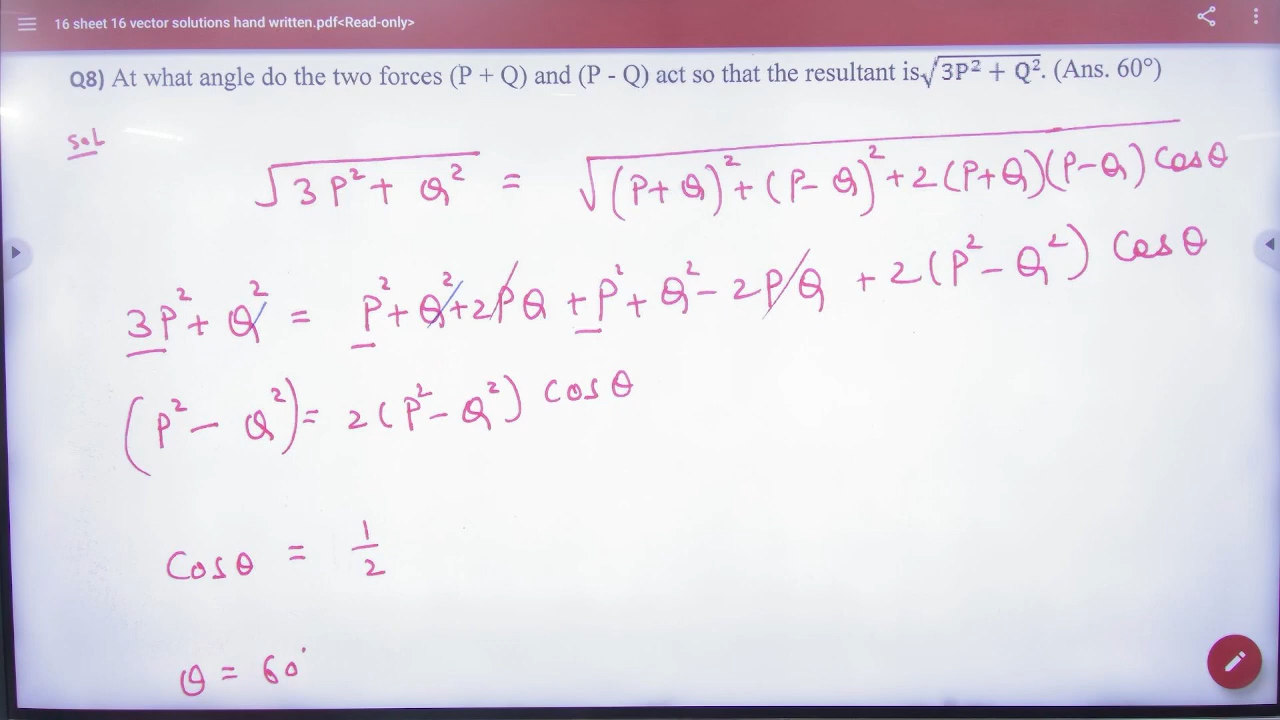 16 sheet 16 vector solutions hand written.pdf<Read-only>
Q8) At what angle do the two forces (P + Q) and (P - Q) act so that the resultant is √3P² + Q². (Ans. 60°)
Sol
√3P² + Q² = √(P+Q)² + (P-Q)² + 2(P+Q)(P-Q) Cosθ
3P² + Q² = P² + Q² + 2PQ + P² + Q² - 2PQ + 2(P² - Q²) Cosθ
(P² - Q²) = 2(P² - Q²) Cosθ
Cosθ = 1/2
θ = 60°